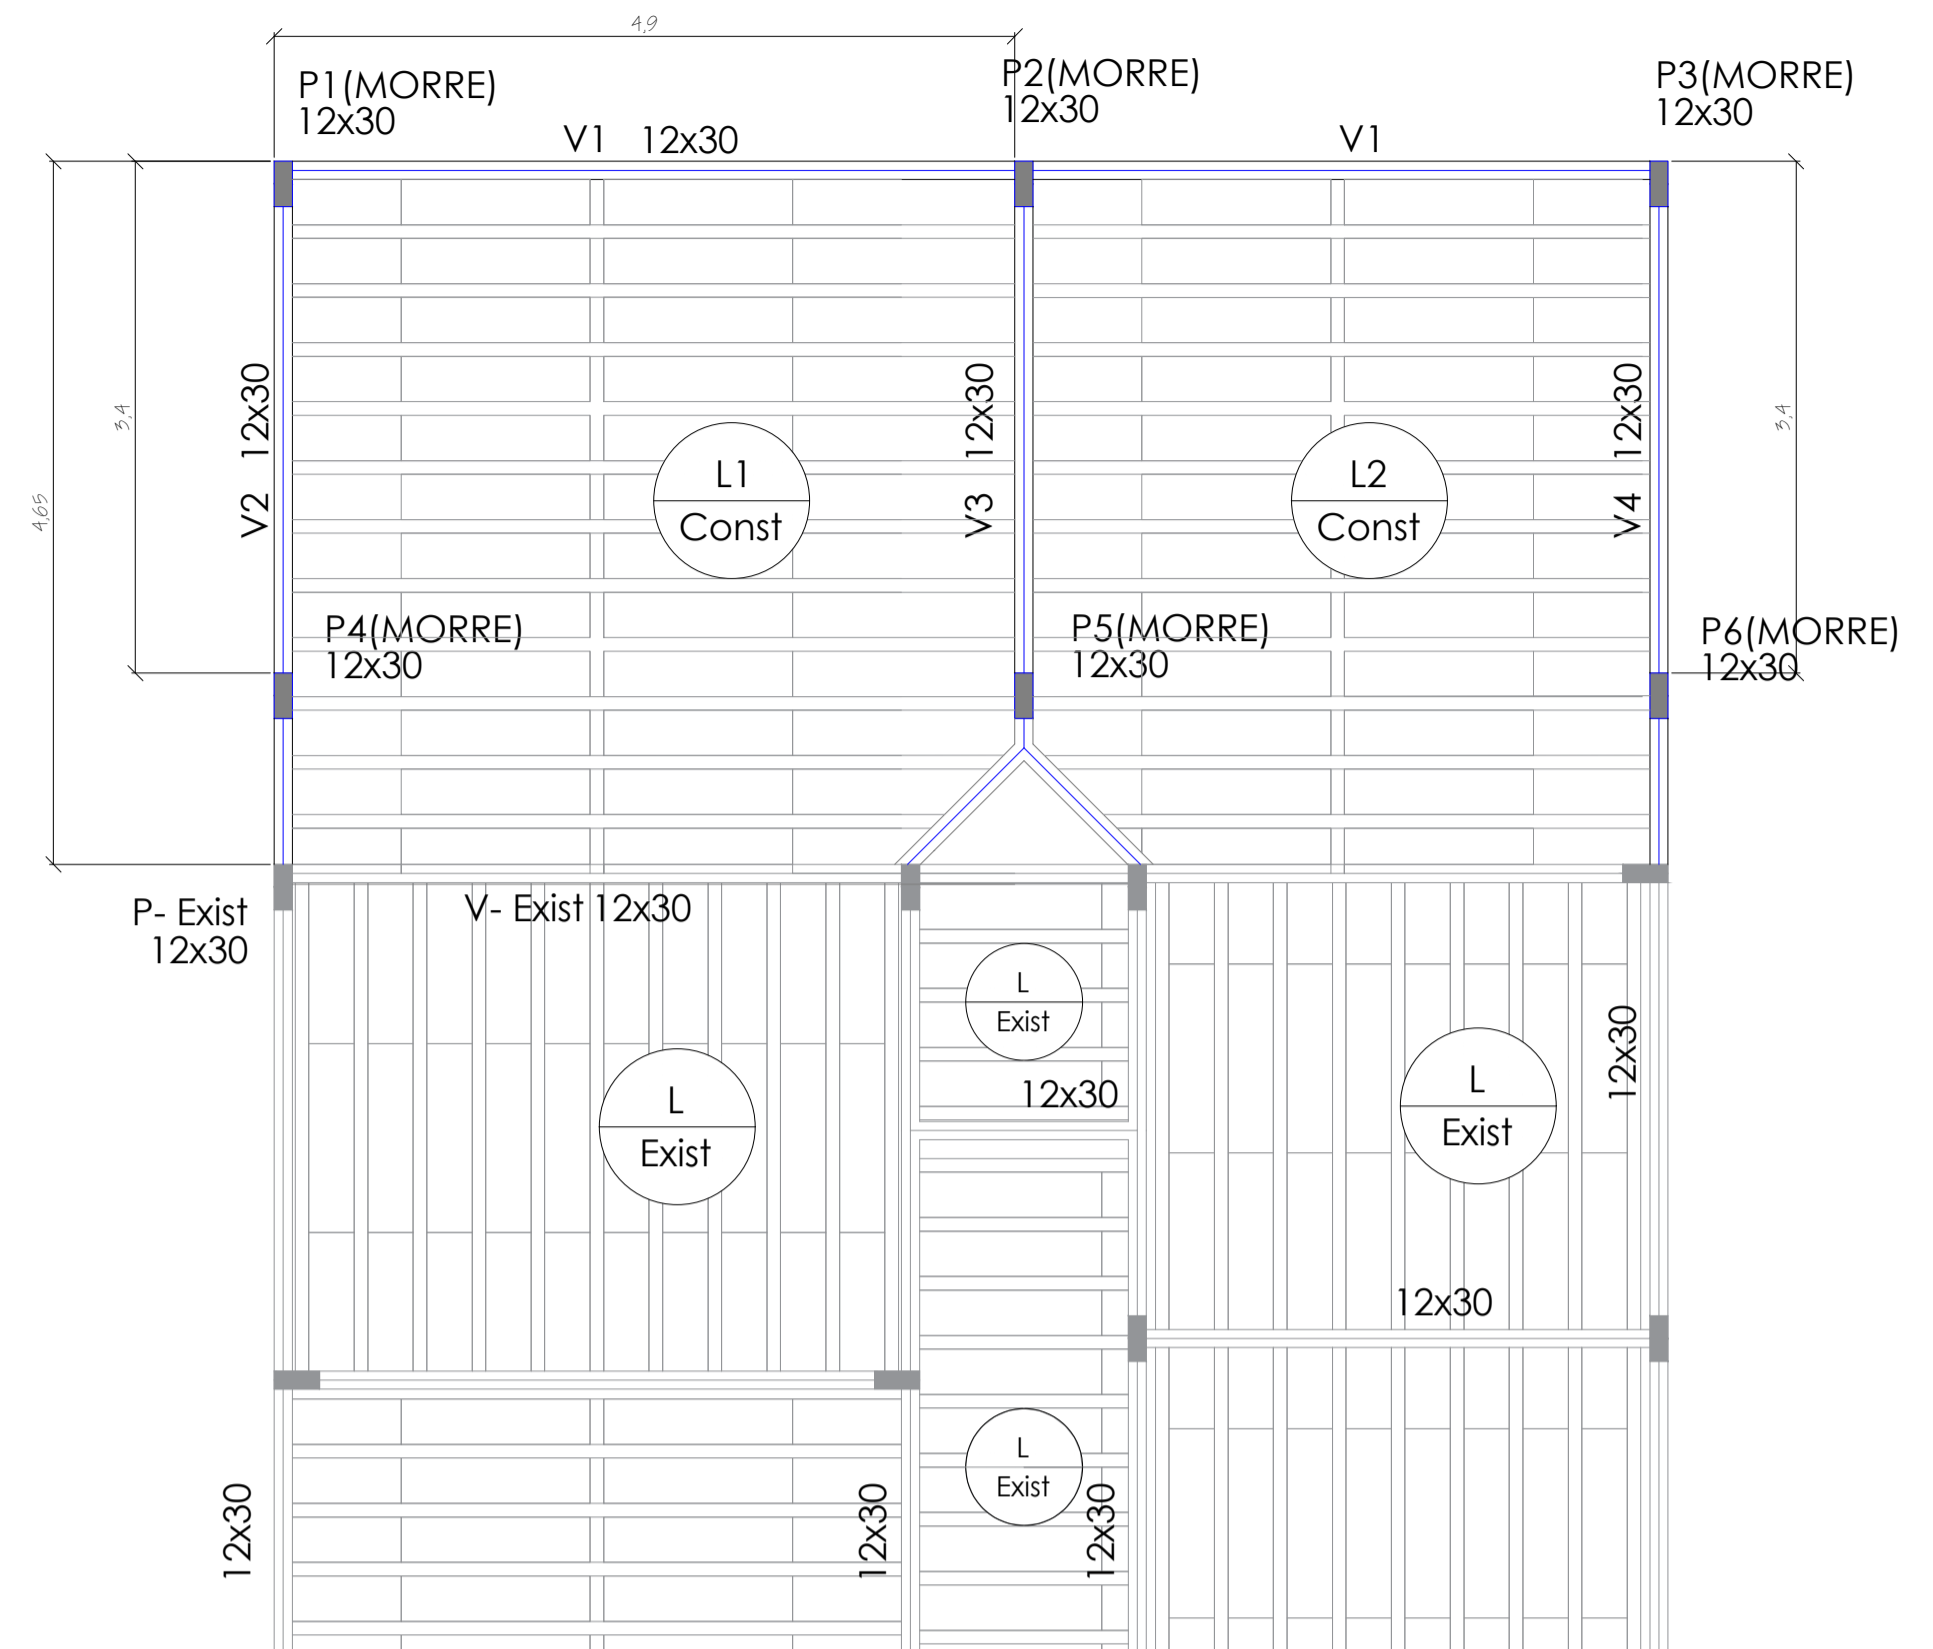 4,9
P1(MORRE)
12x30
P2(MORRE)
12x30
P3(MORRE)
12x30
V1 12x30
V1
V2 12x30
V3 12x30
V4 12x30
3,4
3,4
4,65
L1
Const
L2
Const
P4(MORRE)
12x30
P5(MORRE)
12x30
P6(MORRE)
12x30
P- Exist
12x30
V- Exist 12x30
L
Exist
12x30
L
Exist
L
Exist
12x30
12x30
L
Exist
12x30
12x30
12x30